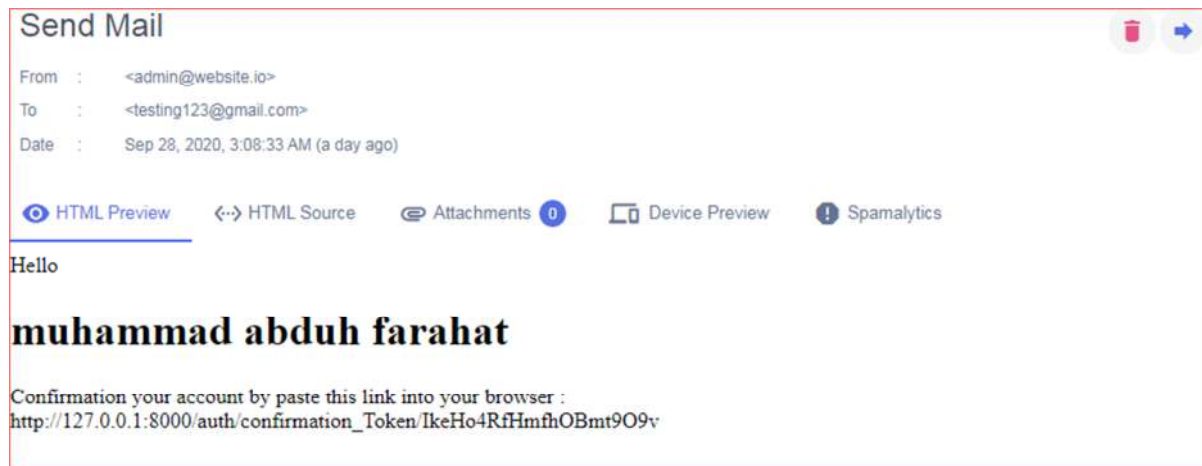 Send Mail
From : <admin@website.io>
To : <testing123@gmail.com>
Date : Sep 28, 2020, 3:08:33 AM (a day ago)
HTML Preview HTML Source Attachments 0 Device Preview Spamalytics
Hello
muhammad abduh farahat
Confirmation your account by paste this link into your browser :
http://127.0.0.1:8000/auth/confirmation_Token/IkeHo4RfHmfhOBmt9O9v